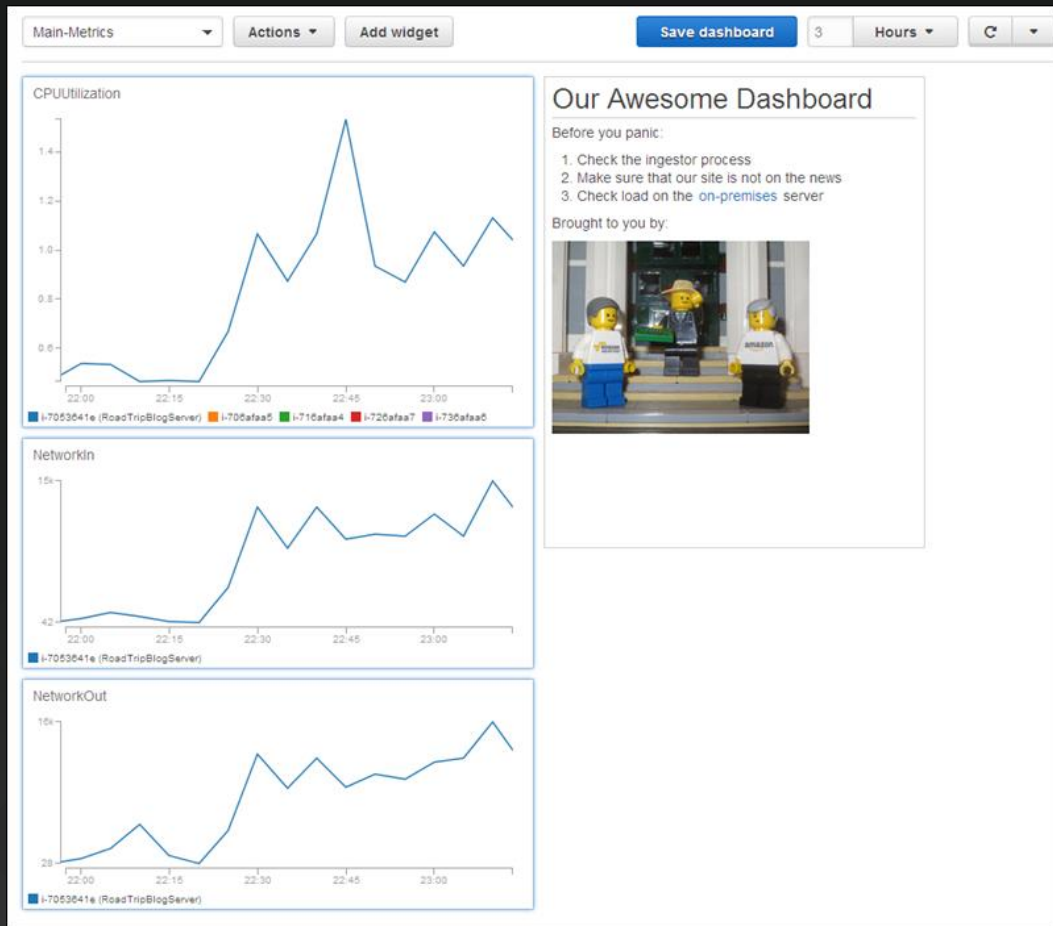 Main-Metrics
Actions
Add widget
Save dashboard
3
Hours
CPUUtilization
1.4
1.2
1.0
0.8
0.6
22:00 22:15 22:30 22:45 23:00
i-7053641e (RoadTripBlogServer) i-706afaa5 i-716afaa4 i-726afaa7 i-736afaa6
NetworkIn
15k
42
22:00 22:15 22:30 22:45 23:00
i-7053641e (RoadTripBlogServer)
NetworkOut
16k
28
22:00 22:15 22:30 22:45 23:00
i-7053641e (RoadTripBlogServer)
Our Awesome Dashboard
Before you panic:
1. Check the ingestor process
2. Make sure that our site is not on the news
3. Check load on the on-premises server
Brought to you by:
amazon